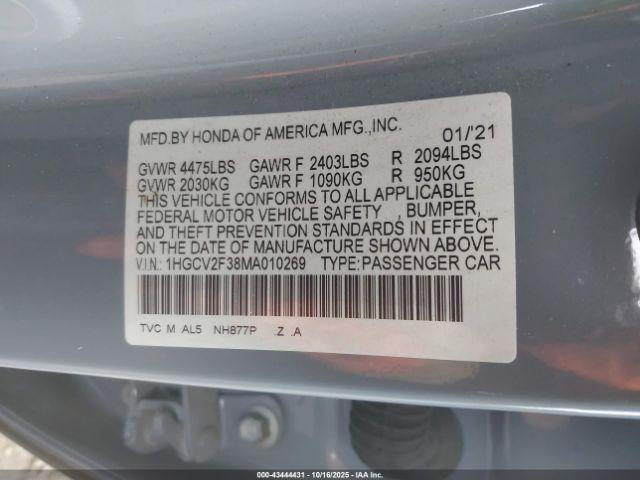 MFD.BY HONDA OF AMERICA MFG.,INC. 01/'21
GVWR 4475LBS GAWR F 2403LBS R 2094LBS
GVWR 2030KG GAWR F 1090KG R 950KG
THIS VEHICLE CONFORMS TO ALL APPLICABLE
FEDERAL MOTOR VEHICLE SAFETY , BUMPER,
AND THEFT PREVENTION STANDARDS IN EFFECT
ON THE DATE OF MANUFACTURE SHOWN ABOVE.
V.I.N.: 1HGCV2F38MA010269 TYPE:PASSENGER CAR
TVC M AL5 NH877P .Z .A
000-43444431 - 10/16/2025 - IAAI.COM